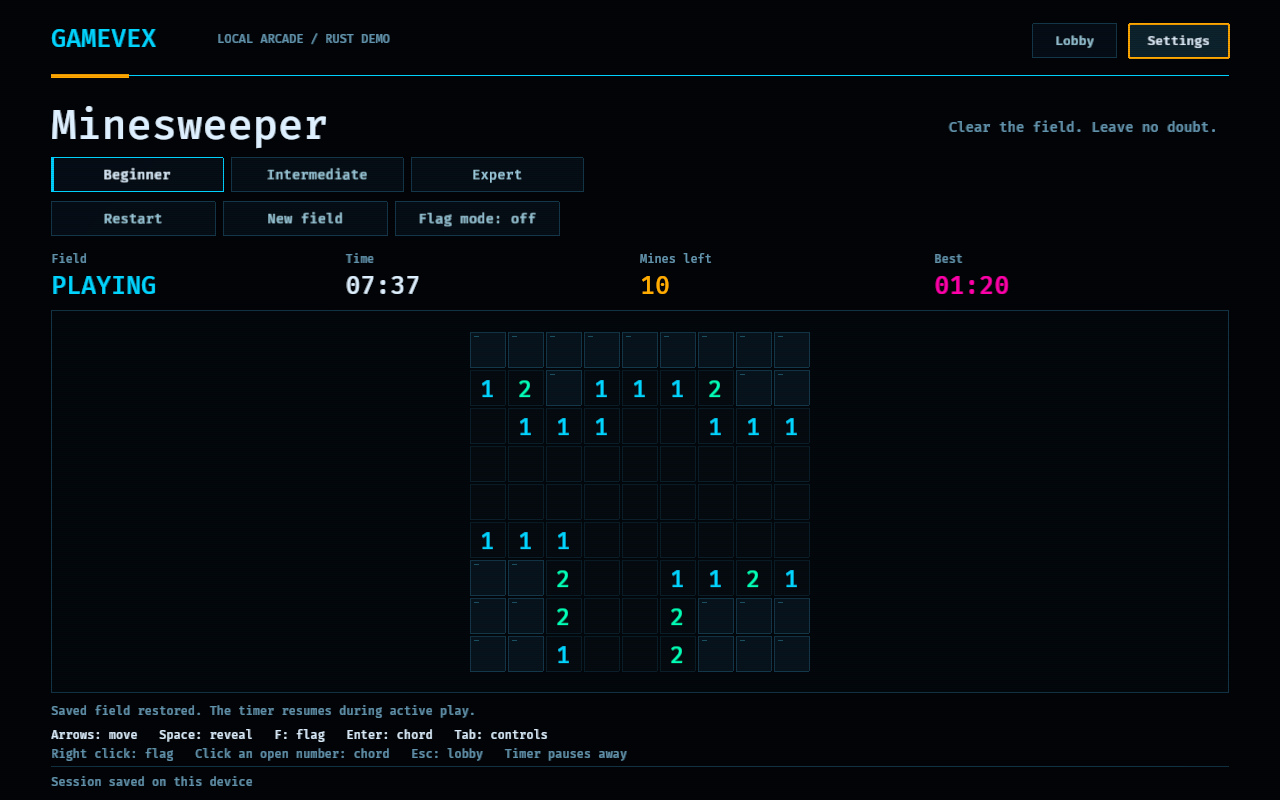 GAMEVEX LOCAL ARCADE / RUST DEMO Lobby Settings
Minesweeper Clear the field. Leave no doubt.
Beginner Intermediate Expert
Restart New field Flag mode: off
Field Time Mines left Best
PLAYING 07:37 10 01:20
1 2 1 1 1 2
1 1 1 1 1 1
1 1 1
2 1 1 2 1
2 2
1 2
Saved field restored. The timer resumes during active play.
Arrows: move Space: reveal F: flag Enter: chord Tab: controls
Right click: flag Click an open number: chord Esc: lobby Timer pauses away
Session saved on this device